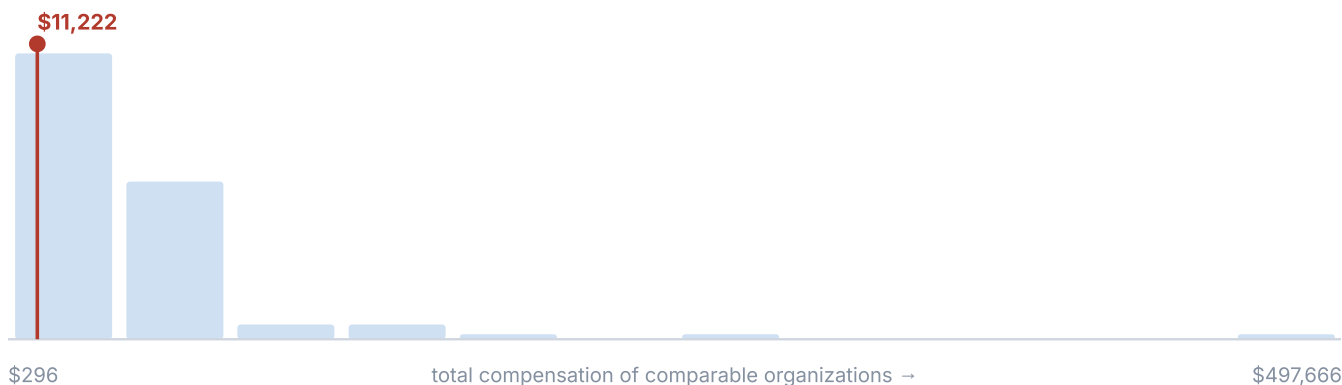 $11,222
$296
total compensation of comparable organizations →
$497,666